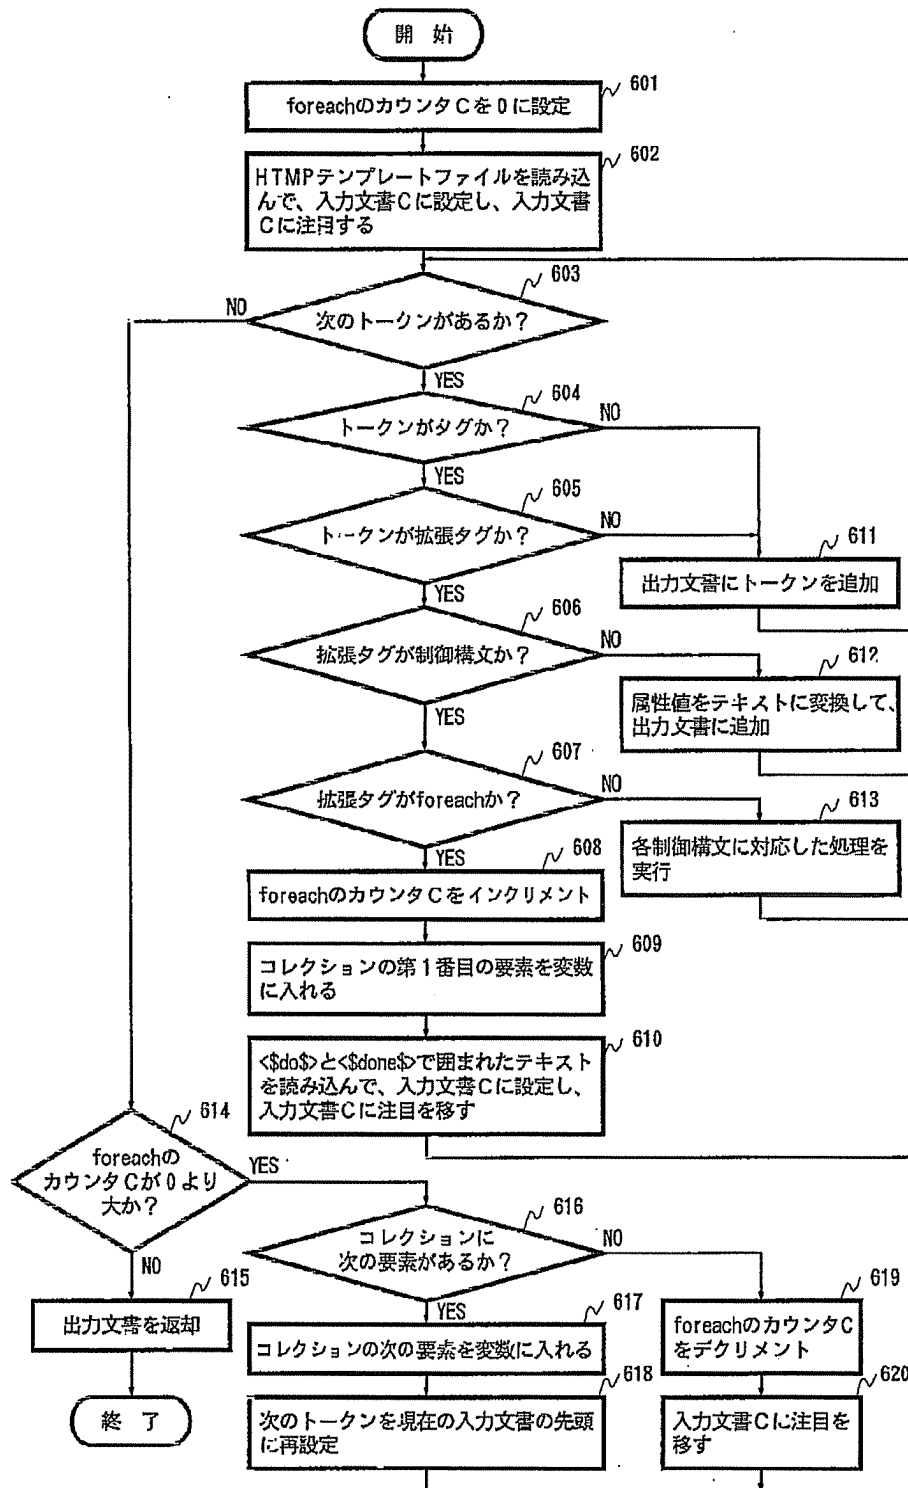 開 始
601
foreachのカウンタCを0に設定
602
HTMPテンプレートファイルを読み込
んで、入力文書Cに設定し、入力文書
Cに注目する
603
次のトークンがあるか?
NO
YES
604
トークンがタグか?
NO
YES
605
トークンが拡張タグか?
NO
YES
611
出力文書にトークンを追加
606
拡張タグが制御構文か?
NO
YES
612
属性値をテキストに変換して、
出力文書に追加
607
拡張タグがforeachか?
NO
YES
613
各制御構文に対応した処理を
実行
608
foreachのカウンタCをインクリメント
609
コレクションの第1番目の要素を変数
に入れる
610
<$do$>と<$done$>で囲まれたテキスト
を読み込んで、入力文書Cに設定し、
入力文書Cに注目を移す
614
foreachの
カウンタCが0より
大か?
YES
NO
615
出力文書を返却
終 了
616
コレクションに
次の要素があるか?
NO
YES
617
コレクションの次の要素を変数に入れる
618
次のトークンを現在の入力文書の先頭
に再設定
619
foreachのカウンタC
をデクリメント
620
入力文書Cに注目を
移す